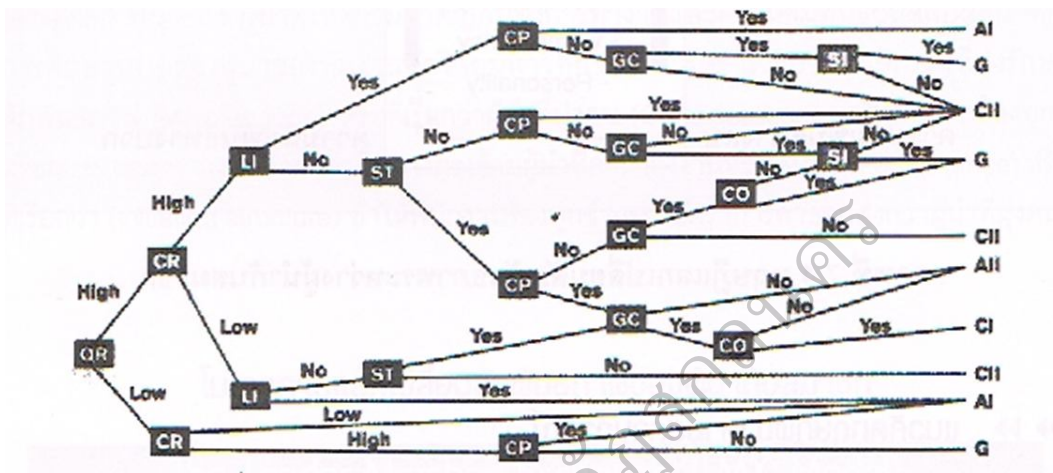 Yes
CP AI
No Yes Yes
GC SI G
Yes No No
CII
Yes
No CP No GC No No
Yes SI Yes
LI No ST No
CO Yes G
High Yes
Yes GC No CII
CR No
AII
High CP Yes No
GC No
Low Yes CO Yes CI
QR Yes
No ST No CII
Low LI Yes
Low AI
CR High Yes
CP No G